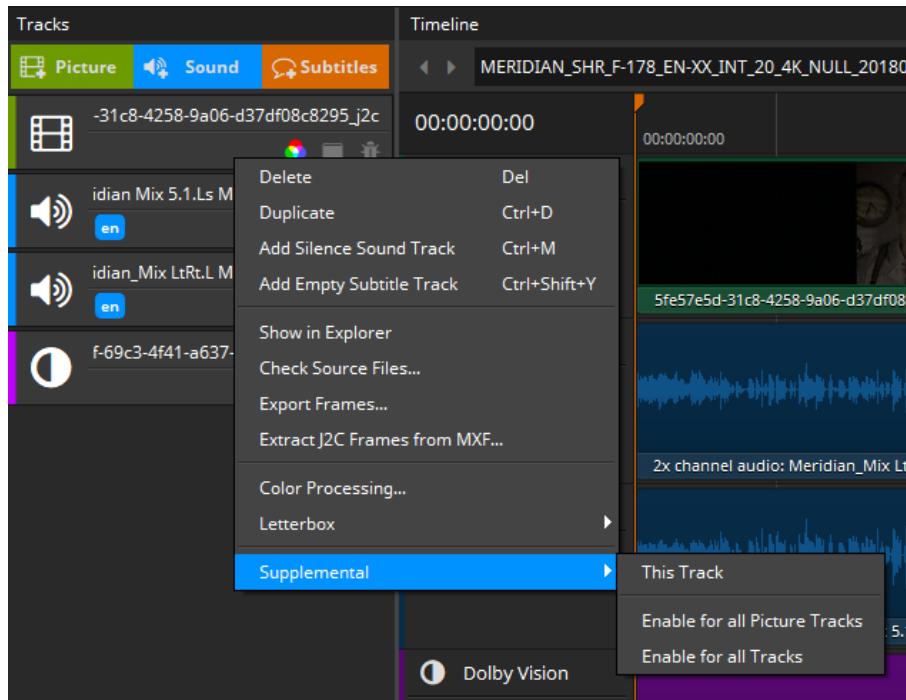 Tracks
Timeline
Picture
Sound
Subtitles
MERIDIAN_SHR_F-178_EN-XX_INT_20_4K_NULL_20180
-31c8-4258-9a06-d37df08c8295_j2c
00:00:00:00
00:00:00:00
idian Mix 5.1.Ls M
en
idian_Mix LtRt.L M
en
f-69c3-4f41-a637-
Delete Del
Duplicate Ctrl+D
Add Silence Sound Track Ctrl+M
Add Empty Subtitle Track Ctrl+Shift+Y
Show in Explorer
Check Source Files...
Export Frames...
Extract J2C Frames from MXF...
Color Processing...
Letterbox
Supplemental
This Track
Enable for all Picture Tracks
Enable for all Tracks
5fe57e5d-31c8-4258-9a06-d37df08
2x channel audio: Meridian_Mix Lt
5.
Dolby Vision